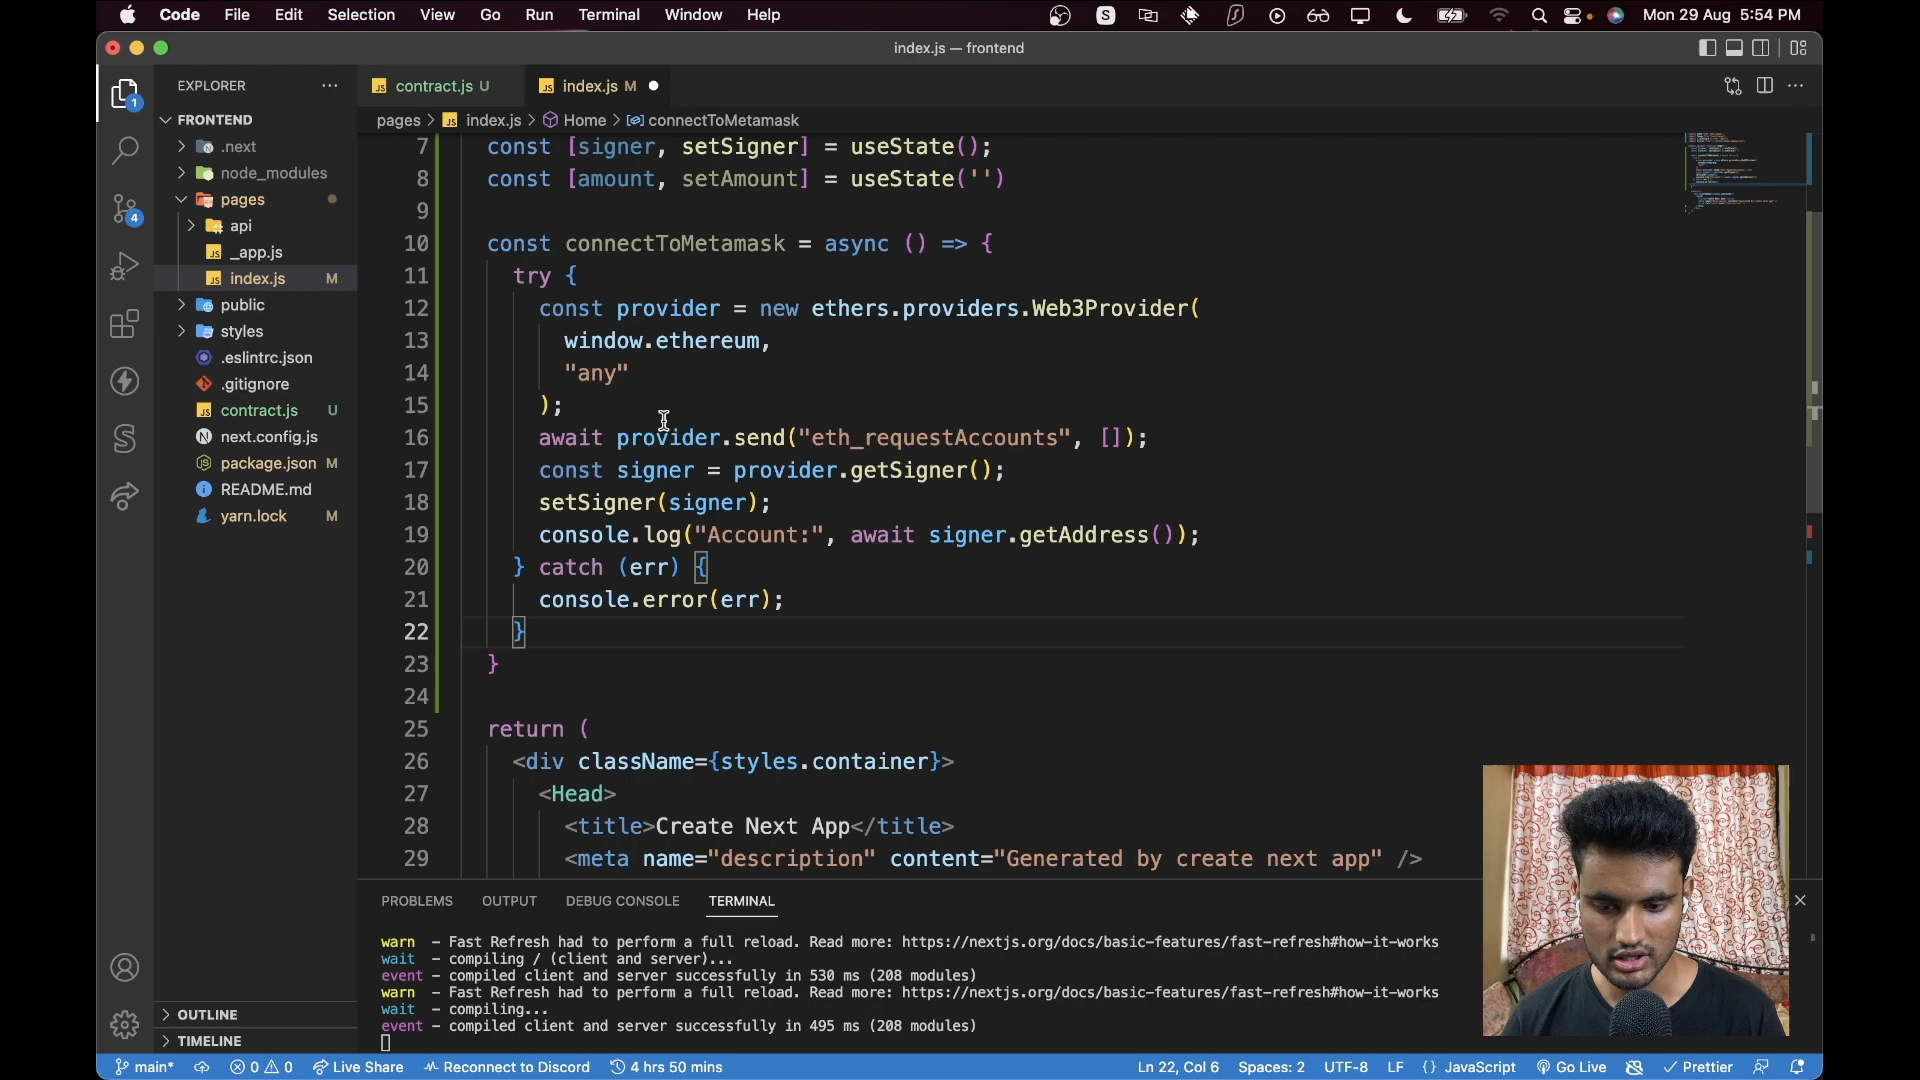 Code File Edit Selection View Go Run Terminal Window Help Mon 29 Aug 5:54 PM
index.js — frontend
EXPLORER
contract.js U
index.js M
pages > index.js > Home > connectToMetamask
FRONTEND
.next
node_modules
pages
api
_app.js
index.js M
public
styles
.eslintrc.json
.gitignore
contract.js U
next.config.js
package.json M
README.md
yarn.lock M
OUTLINE
TIMELINE
1
4
7 const [signer, setSigner] = useState();
8 const [amount, setAmount] = useState('')
9
10 const connectToMetamask = async () => {
11 try {
12 const provider = new ethers.providers.Web3Provider(
13 window.ethereum,
14 "any"
15 );
16 await provider.send("eth_requestAccounts", []);
17 const signer = provider.getSigner();
18 setSigner(signer);
19 console.log("Account:", await signer.getAddress());
20 } catch (err) {
21 console.error(err);
22 }
23 }
24
25 return (
26 <div className={styles.container}>
27 <Head>
28 <title>Create Next App</title>
29 <meta name="description" content="Generated by create next app" />
PROBLEMS OUTPUT DEBUG CONSOLE TERMINAL
warn - Fast Refresh had to perform a full reload. Read more: https://nextjs.org/docs/basic-features/fast-refresh#how-it-works
wait - compiling / (client and server)...
event - compiled client and server successfully in 530 ms (208 modules)
warn - Fast Refresh had to perform a full reload. Read more: https://nextjs.org/docs/basic-features/fast-refresh#how-it-works
wait - compiling...
event - compiled client and server successfully in 495 ms (208 modules)
main* 0 0 Live Share Reconnect to Discord 4 hrs 50 mins Ln 22, Col 6 Spaces: 2 UTF-8 LF {} JavaScript Go Live Prettier